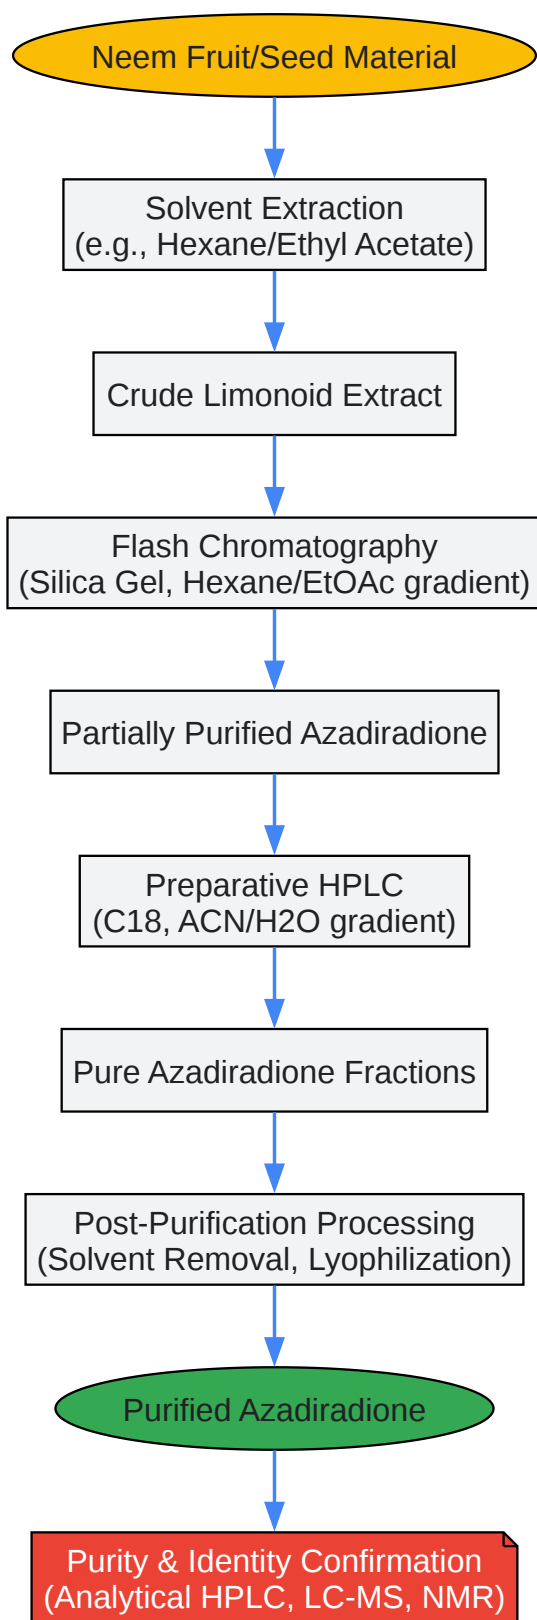 Neem Fruit/Seed Material
Solvent Extraction
(e.g., Hexane/Ethyl Acetate)
Crude Limonoid Extract
Flash Chromatography
(Silica Gel, Hexane/EtOAc gradient)
Partially Purified Azadiradione
Preparative HPLC
(C18, ACN/H2O gradient)
Pure Azadiradione Fractions
Post-Purification Processing
(Solvent Removal, Lyophilization)
Purified Azadiradione
Purity & Identity Confirmation
(Analytical HPLC, LC-MS, NMR)